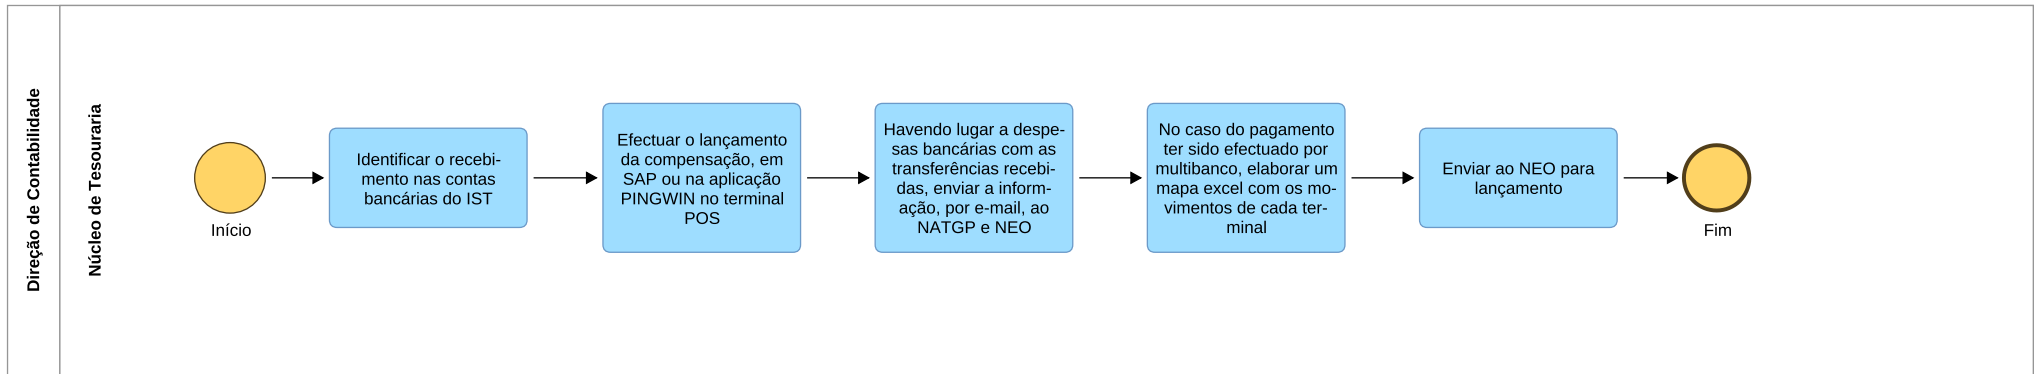 Direção de Contabilidade
Núcleo de Tesouraria
Início
Identificar o recebi-
mento nas contas
bancárias do IST
Efectuar o lançamento
da compensação, em
SAP ou na aplicação
PINGWIN no terminal
POS
Havendo lugar a despe-
sas bancárias com as
transferências recebi-
das, enviar a inform-
ação, por e-mail, ao
NATGP e NEO
No caso do pagamento
ter sido efectuado por
multibanco, elaborar um
mapa excel com os mo-
vimentos de cada ter-
minal
Enviar ao NEO para
lançamento
Fim